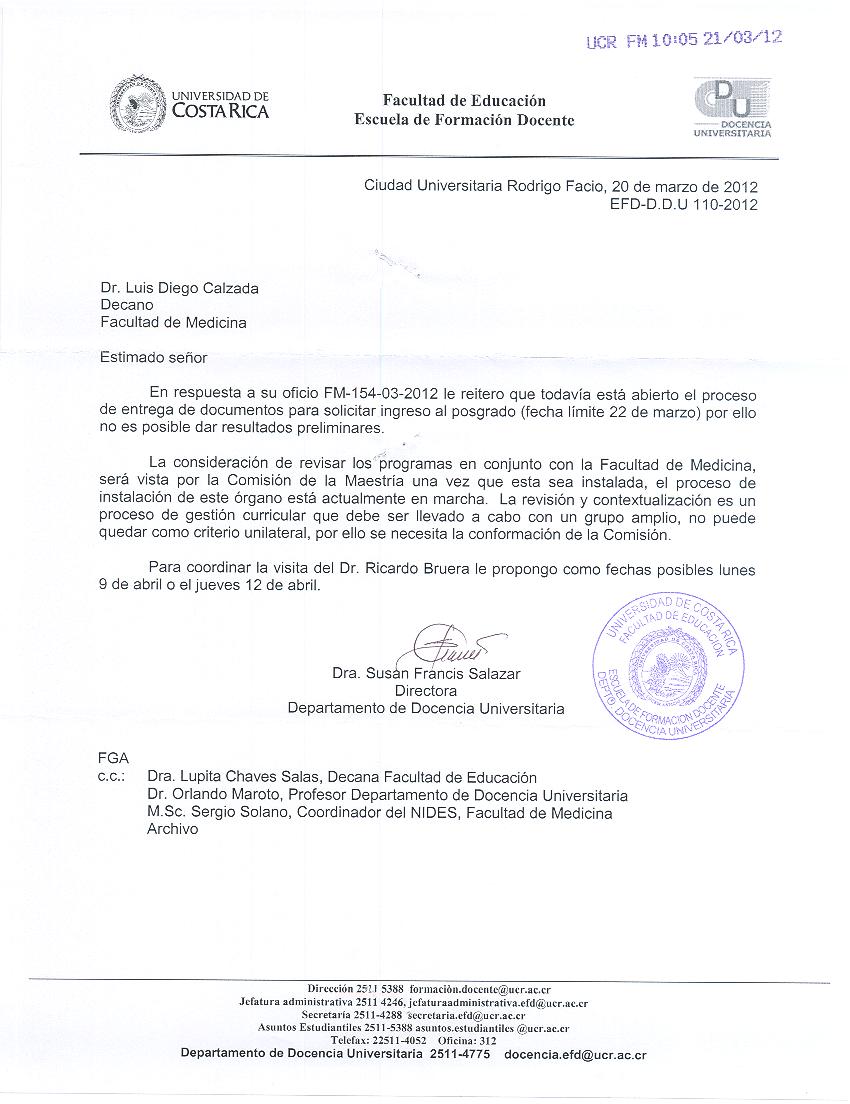 UCR FM 10:05 21/03/12
UNIVERSIDAD DE
COSTA RICA
Facultad de Educación
Escuela de Formación Docente
DU
DOCENCIA
UNIVERSITARIA
Ciudad Universitaria Rodrigo Facio, 20 de marzo de 2012
EFD-D.D.U 110-2012
Dr. Luis Diego Calzada
Decano
Facultad de Medicina
Estimado señor
En respuesta a su oficio FM-154-03-2012 le reitero que todavía está abierto el proceso
de entrega de documentos para solicitar ingreso al posgrado (fecha límite 22 de marzo) por ello
no es posible dar resultados preliminares.
La consideración de revisar los programas en conjunto con la Facultad de Medicina,
será vista por la Comisión de la Maestría una vez que esta sea instalada, el proceso de
instalación de este órgano está actualmente en marcha. La revisión y contextualización es un
proceso de gestión curricular que debe ser llevado a cabo con un grupo amplio, no puede
quedar como criterio unilateral, por ello se necesita la conformación de la Comisión.
Para coordinar la visita del Dr. Ricardo Bruera le propongo como fechas posibles lunes
9 de abril o el jueves 12 de abril.
Dra. Susan Francis Salazar
Directora
Departamento de Docencia Universitaria
UNIVERSIDAD DE COSTA RICA
FACULTAD DE EDUCACION
ESCUELA DE FORMACION DOCENTE
DEPTO. DOCENCIA UNIVERSITARIA
FGA
c.c.: Dra. Lupita Chaves Salas, Decana Facultad de Educación
Dr. Orlando Maroto, Profesor Departamento de Docencia Universitaria
M.Sc. Sergio Solano, Coordinador del NIDES, Facultad de Medicina
Archivo
Dirección 2511 5388 formación.docente@ucr.ac.cr
Jefatura administrativa 2511 4246, jefaturaadministrativa.efd@ucr.ac.cr
Secretaría 2511-4288 secretaria.efd@ucr.ac.cr
Asuntos Estudiantiles 2511-5388 asuntos.estudiantiles @ucr.ac.cr
Telefax: 22511-4052 Oficina: 312
Departamento de Docencia Universitaria 2511-4775 docencia.efd@ucr.ac.cr